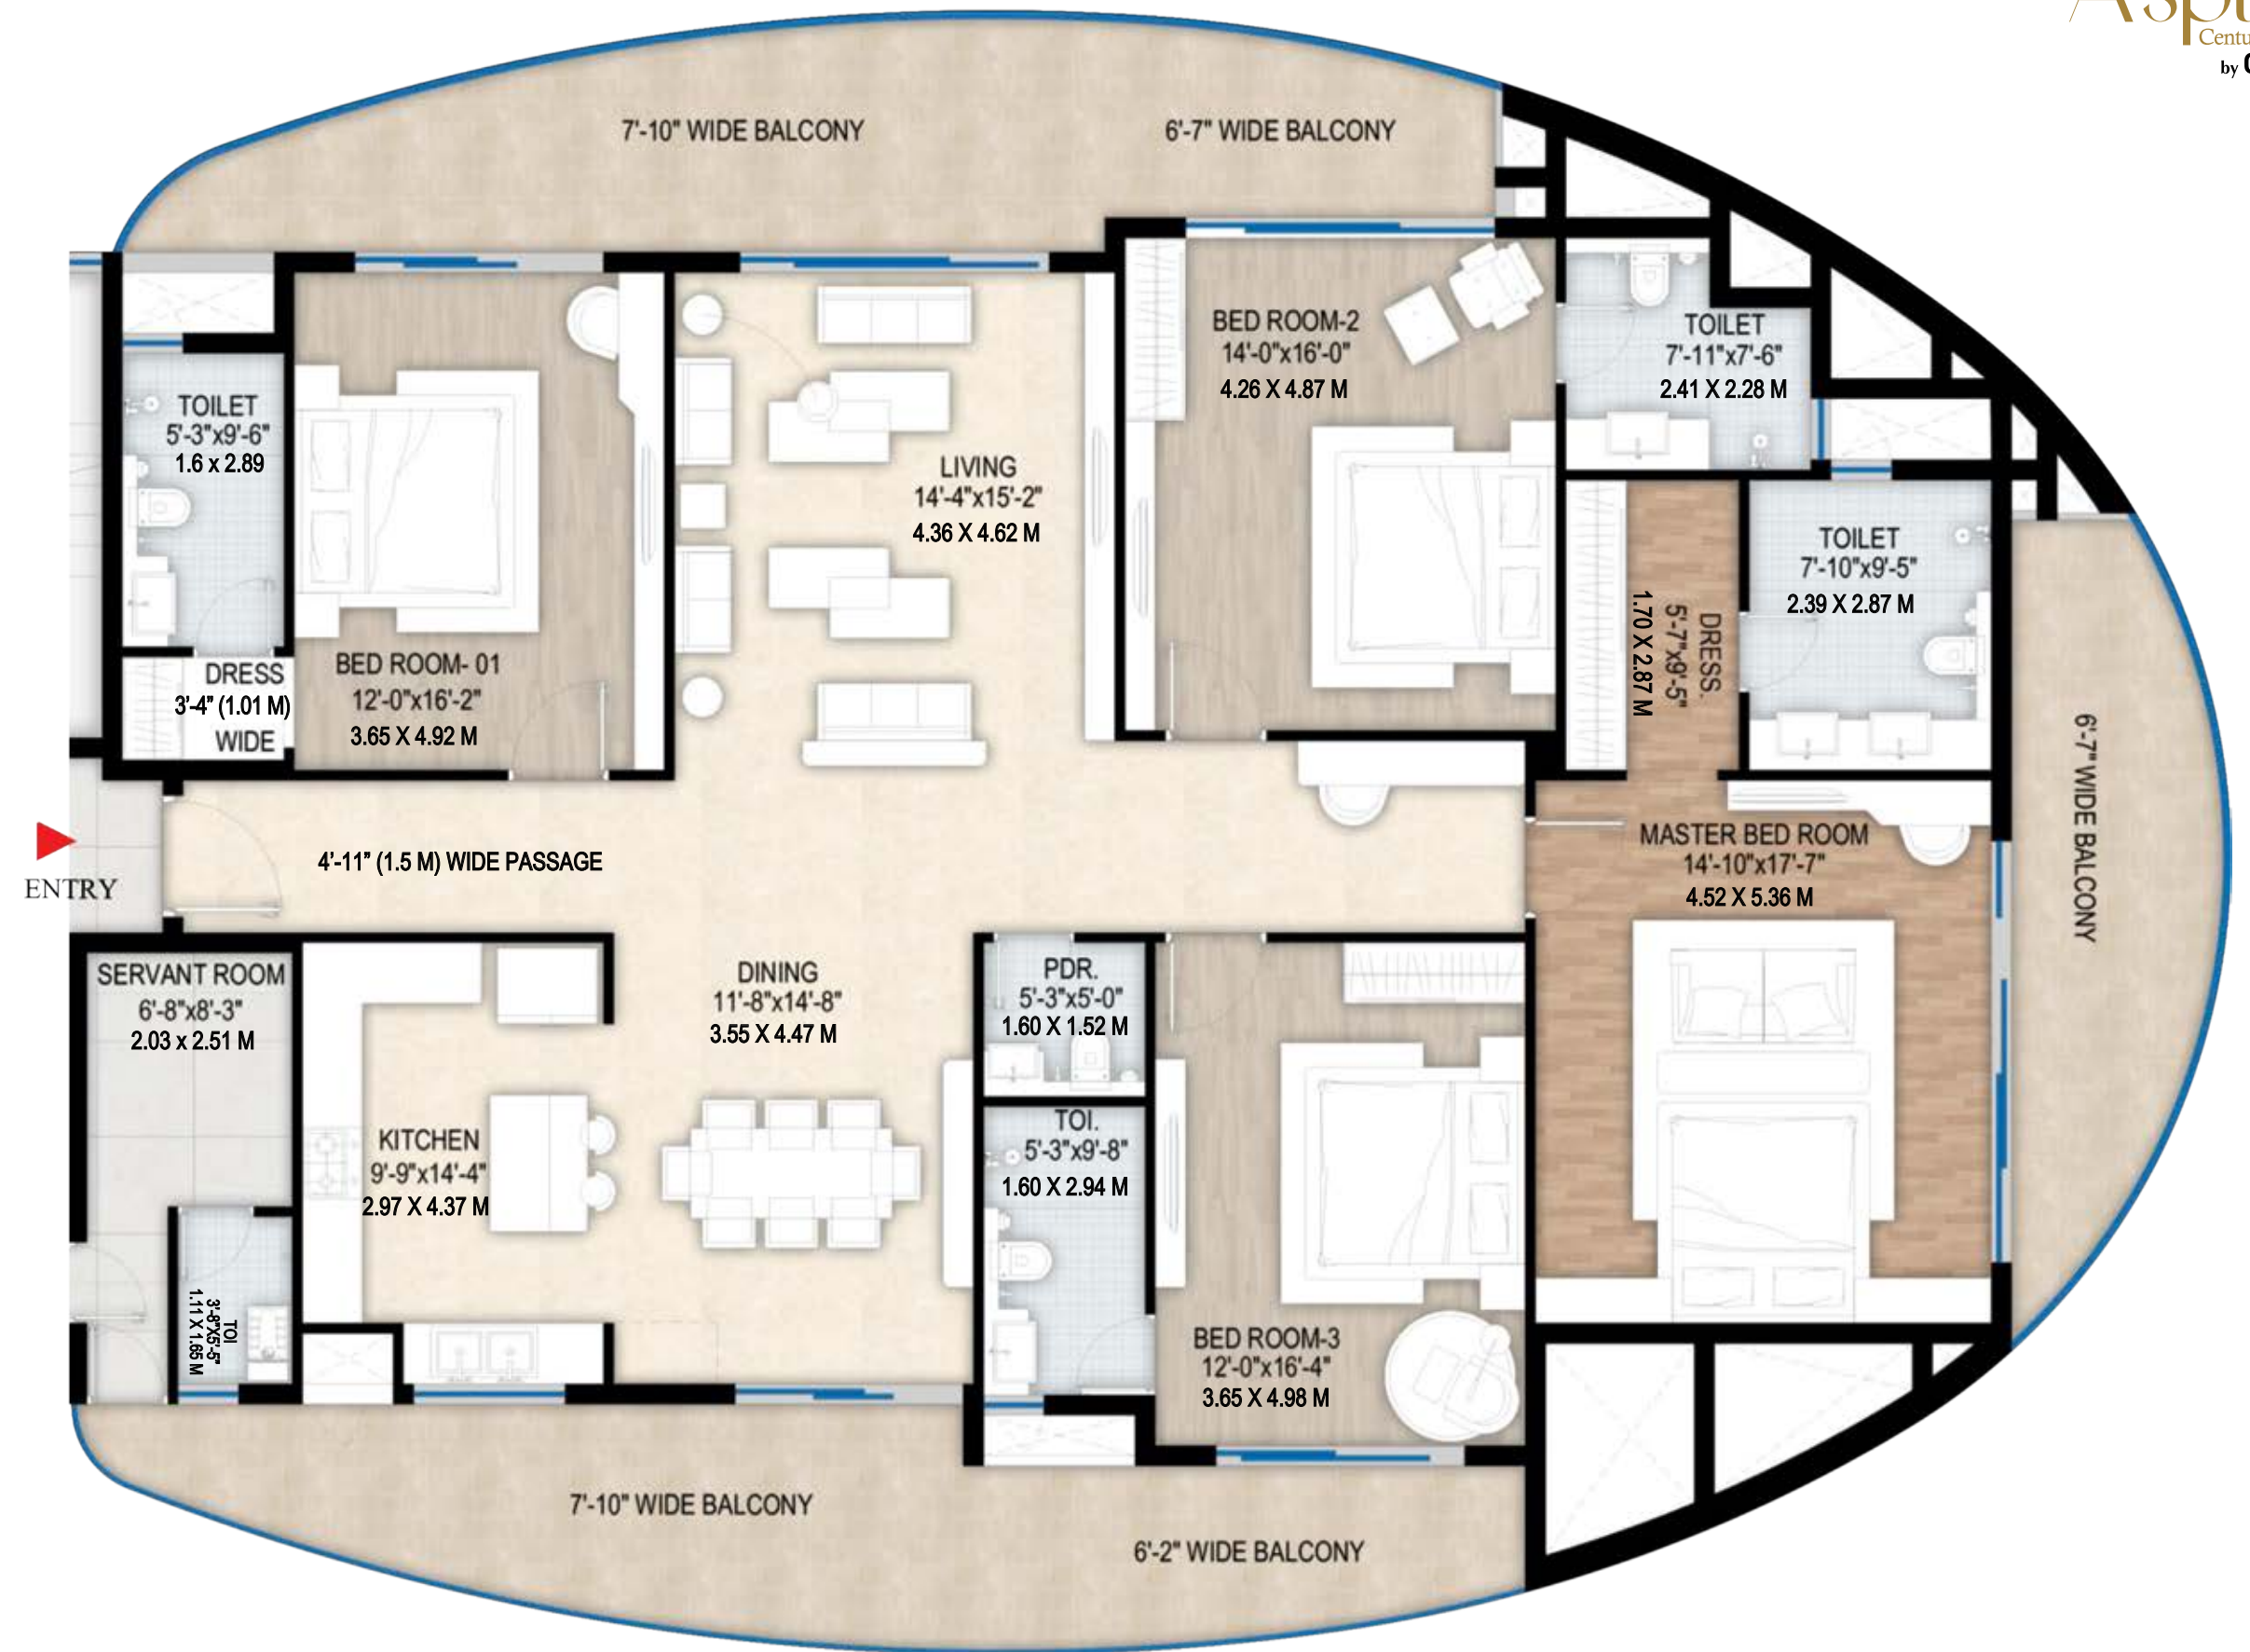 by
7'-10" WIDE BALCONY
6'-7" WIDE BALCONY
TOILET
5'-3"x9'-6"
1.6 x 2.89
DRESS
3'-4" (1.01 M)
WIDE
BED ROOM- 01
12'-0"x16'-2"
3.65 X 4.92 M
LIVING
14'-4"x15'-2"
4.36 X 4.62 M
BED ROOM-2
14'-0"x16'-0"
4.26 X 4.87 M
TOILET
7'-11"x7'-6"
2.41 X 2.28 M
DRESS.
5'-7"x9'-5"
1.70 X 2.87 M
TOILET
7'-10"x9'-5"
2.39 X 2.87 M
6'-7" WIDE BALCONY
ENTRY
4'-11" (1.5 M) WIDE PASSAGE
MASTER BED ROOM
14'-10"x17'-7"
4.52 X 5.36 M
SERVANT ROOM
6'-8"x8'-3"
2.03 x 2.51 M
TOI
3'-8"X5'-5"
1.11 X 1.65 M
KITCHEN
9'-9"x14'-4"
2.97 X 4.37 M
DINING
11'-8"x14'-8"
3.55 X 4.47 M
PDR.
5'-3"x5'-0"
1.60 X 1.52 M
TOI.
5'-3"x9'-8"
1.60 X 2.94 M
BED ROOM-3
12'-0"x16'-4"
3.65 X 4.98 M
7'-10" WIDE BALCONY
6'-2" WIDE BALCONY